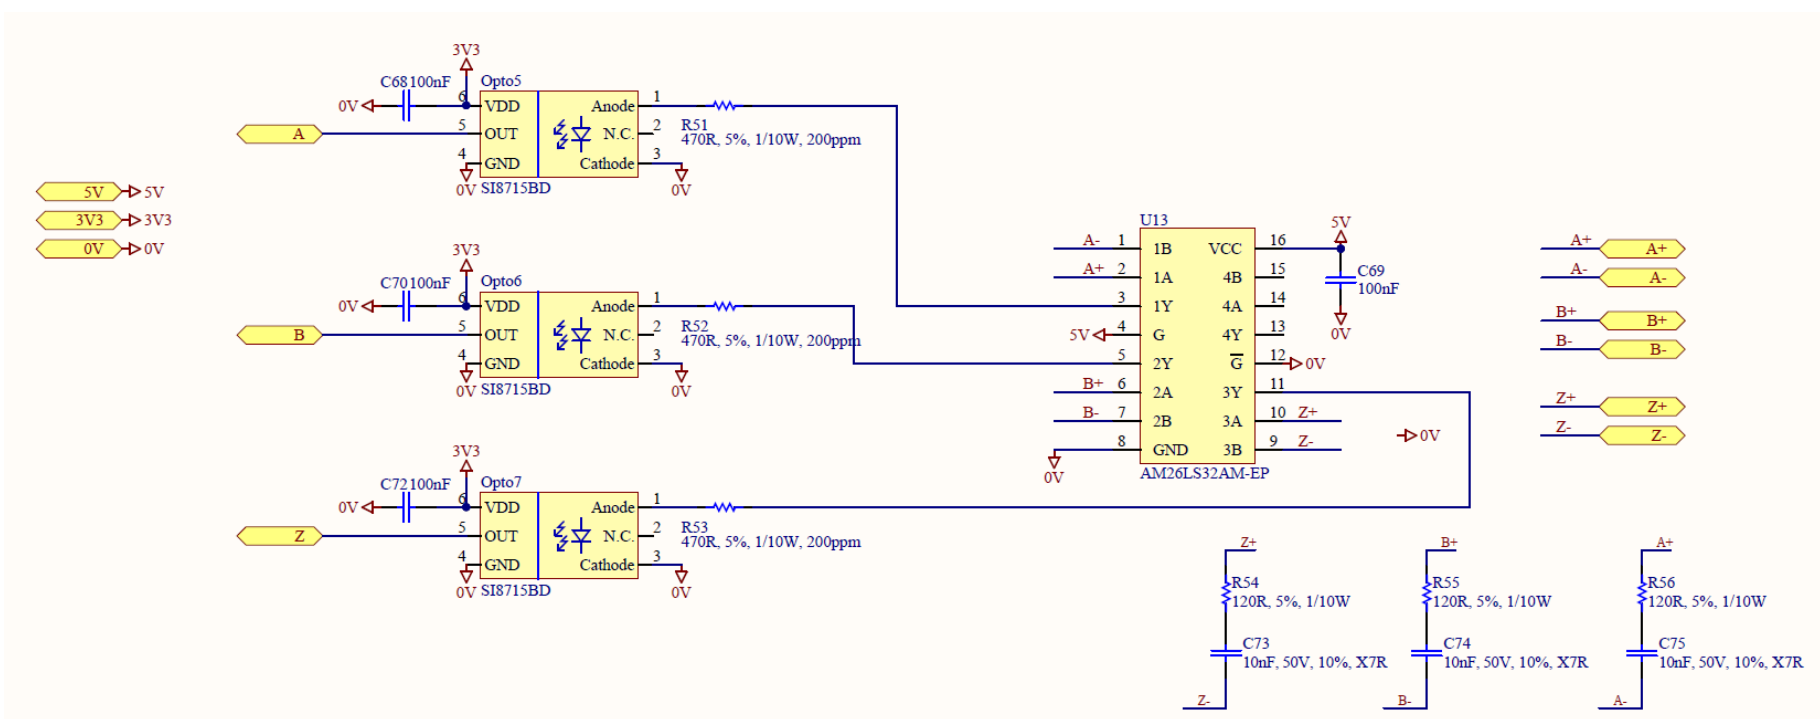 3V3
C68 100nF
Opto5
0V
6
VDD
Anode
1
A
5
OUT
N.C.
2
R51
470R, 5%, 1/10W, 200ppm
4
GND
Cathode
3
0V
SI8715BD
0V
5V
5V
3V3
3V3
0V
0V
3V3
C70 100nF
Opto6
0V
6
VDD
Anode
1
B
5
OUT
N.C.
2
R52
470R, 5%, 1/10W, 200ppm
4
GND
Cathode
3
0V
SI8715BD
0V
3V3
C72 100nF
Opto7
0V
6
VDD
Anode
1
Z
5
OUT
N.C.
2
R53
470R, 5%, 1/10W, 200ppm
4
GND
Cathode
3
0V
SI8715BD
0V
U13
A-
1
1B
VCC
16
5V
A+
2
1A
4B
15
C69
100nF
3
1Y
4A
14
5V
4
G
4Y
13
0V
5
2Y
G
12
0V
B+
6
2A
3Y
11
B-
7
2B
3A
10
Z+
8
GND
3B
9
Z-
0V
AM26LS32AM-EP
0V
A+
A+
A-
A-
B+
B+
B-
B-
Z+
Z+
Z-
Z-
Z+
R54
120R, 5%, 1/10W
C73
10nF, 50V, 10%, X7R
Z-
B+
R55
120R, 5%, 1/10W
C74
10nF, 50V, 10%, X7R
B-
A+
R56
120R, 5%, 1/10W
C75
10nF, 50V, 10%, X7R
A-